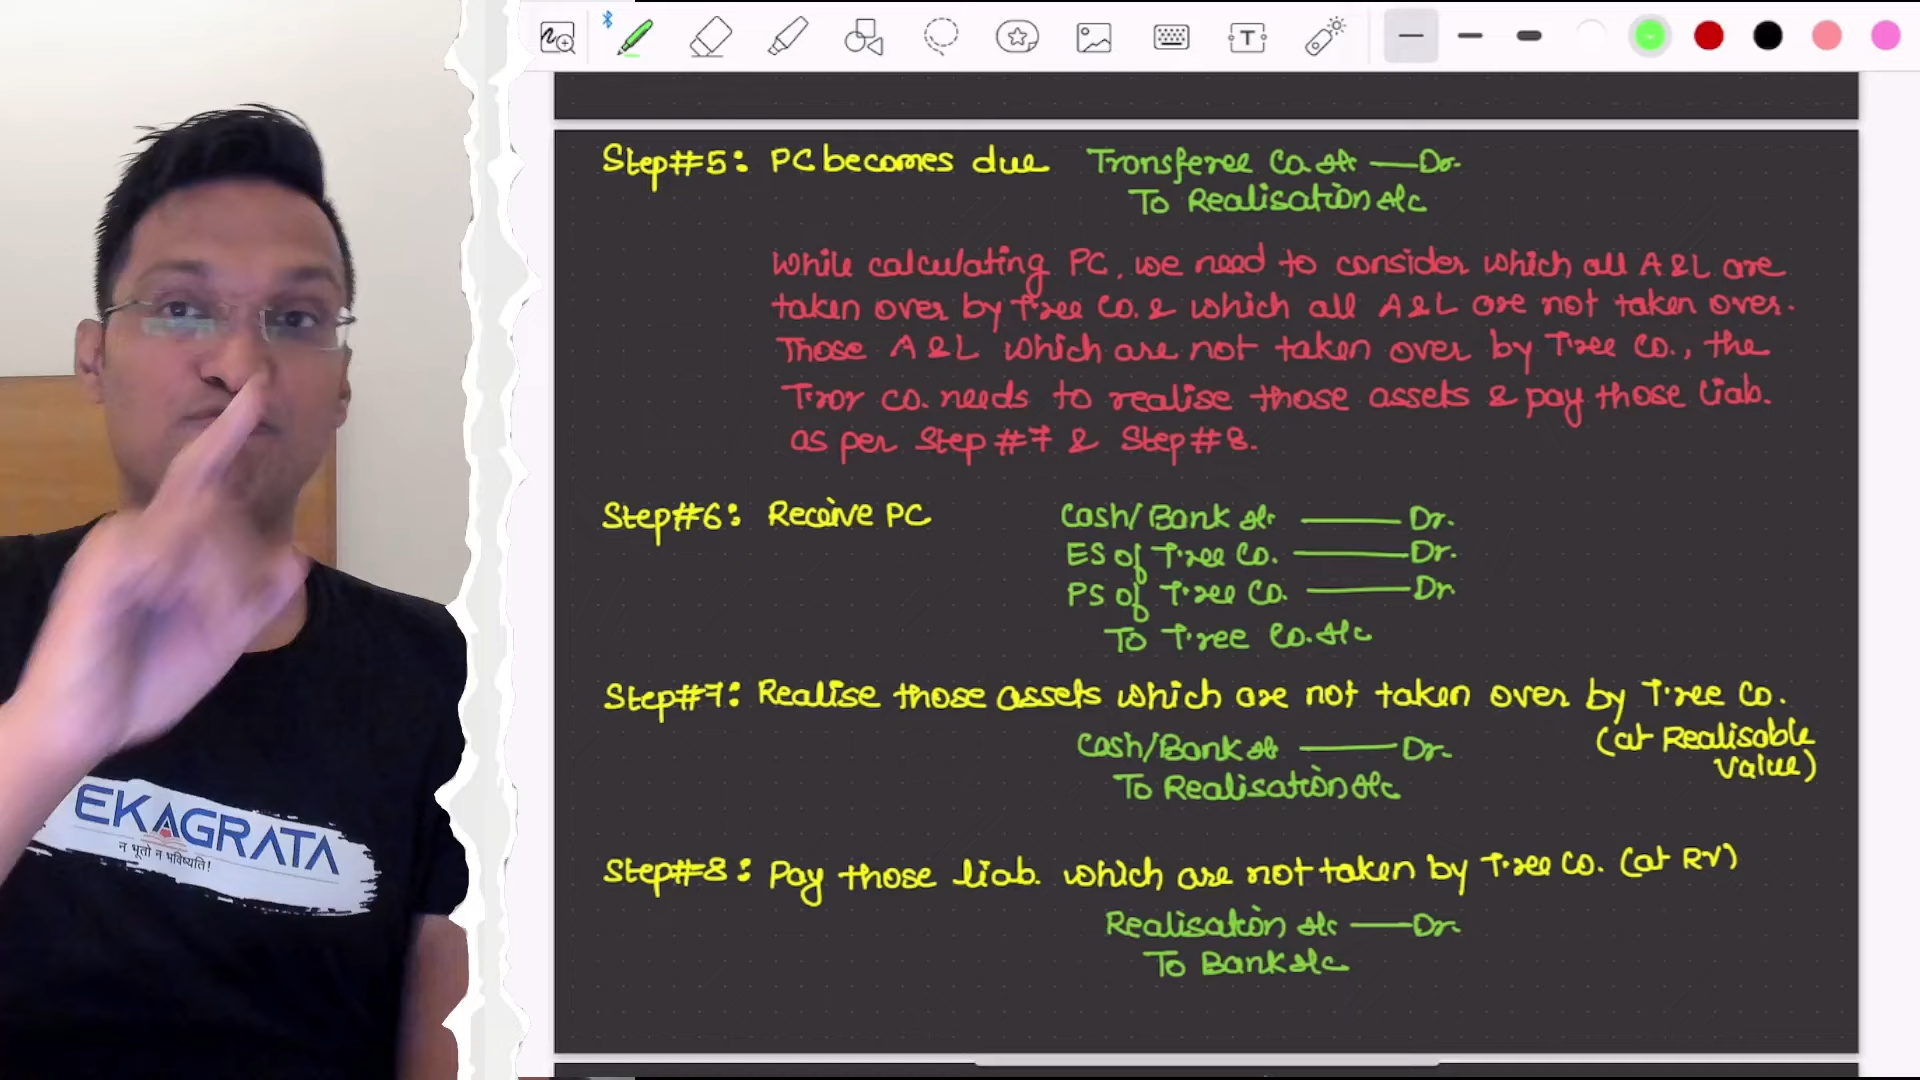 EKAGRATA
न भूतो न भविष्यति!
T
Step#5: PC becomes due Transferee Co. A/c —— Dr.
To Realisation A/c
While calculating PC, we need to consider which all A & L are
taken over by T'ree Co. & which all A & L are not taken over.
Those A & L which are not taken over by T'ree Co., the
T'ror Co. needs to realise those assets & pay those liab.
as per Step #7 & Step #8.
Step#6: Receive PC Cash/Bank A/c —— Dr.
ES of T'ree Co. —— Dr.
PS of T'ree Co. —— Dr.
To T'ree Co. A/c
Step#7: Realise those assets which are not taken over by T'ree Co.
(at Realisable
value)
Cash/Bank A/c —— Dr.
To Realisation A/c
Step#8: Pay those liab. which are not taken by T'ree Co. (at RV)
Realisation A/c —— Dr.
To Bank A/c